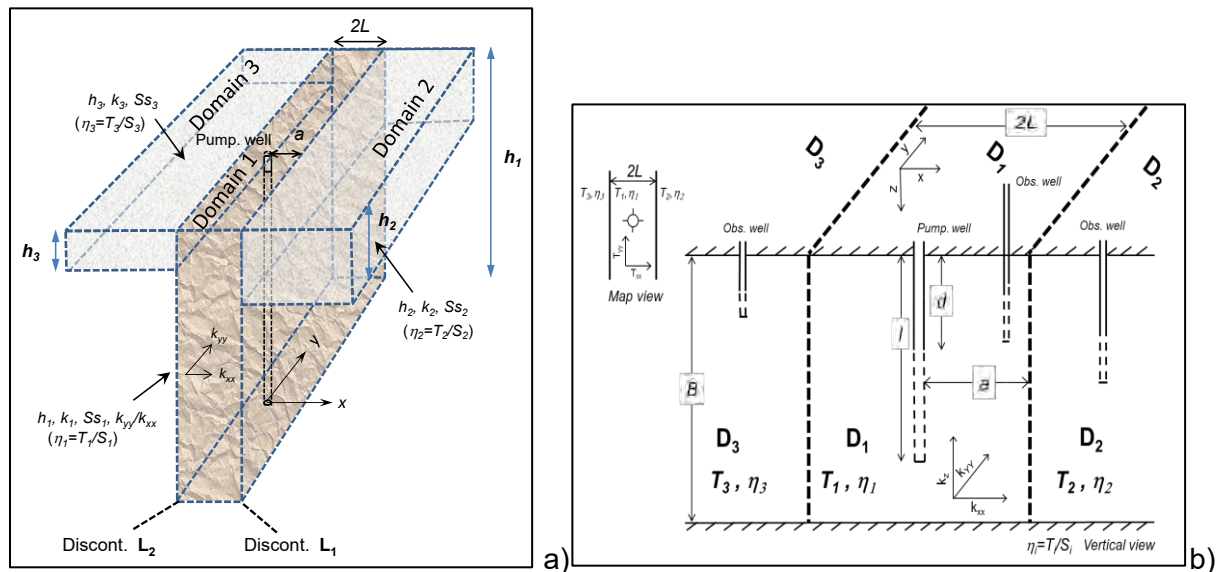 2L
Domain 3
Domain 2
h3, k3, Ss3
(η3=T3/S3)
Pump. well
a
Domain 1
h1
h2
h3
h2, k2, Ss2
(η2=T2/S2)
kyy
kxx
y
x
h1, k1, Ss1, kyy/kxx
(η1=T1/S1)
Discont. L2
Discont. L1
a)
2L
D3
D1
D2
y
x
z
2L
T3, η3
T1, η1
T2, η2
Tyy
Txx
Map view
Obs. well
Obs. well
Pump. well
Obs. well
d
l
B
a
D3
D1
D2
T3 , η3
T1 , η1
T2 , η2
kz
kYY
kxx
ηi=Ti/Si Vertical view
b)